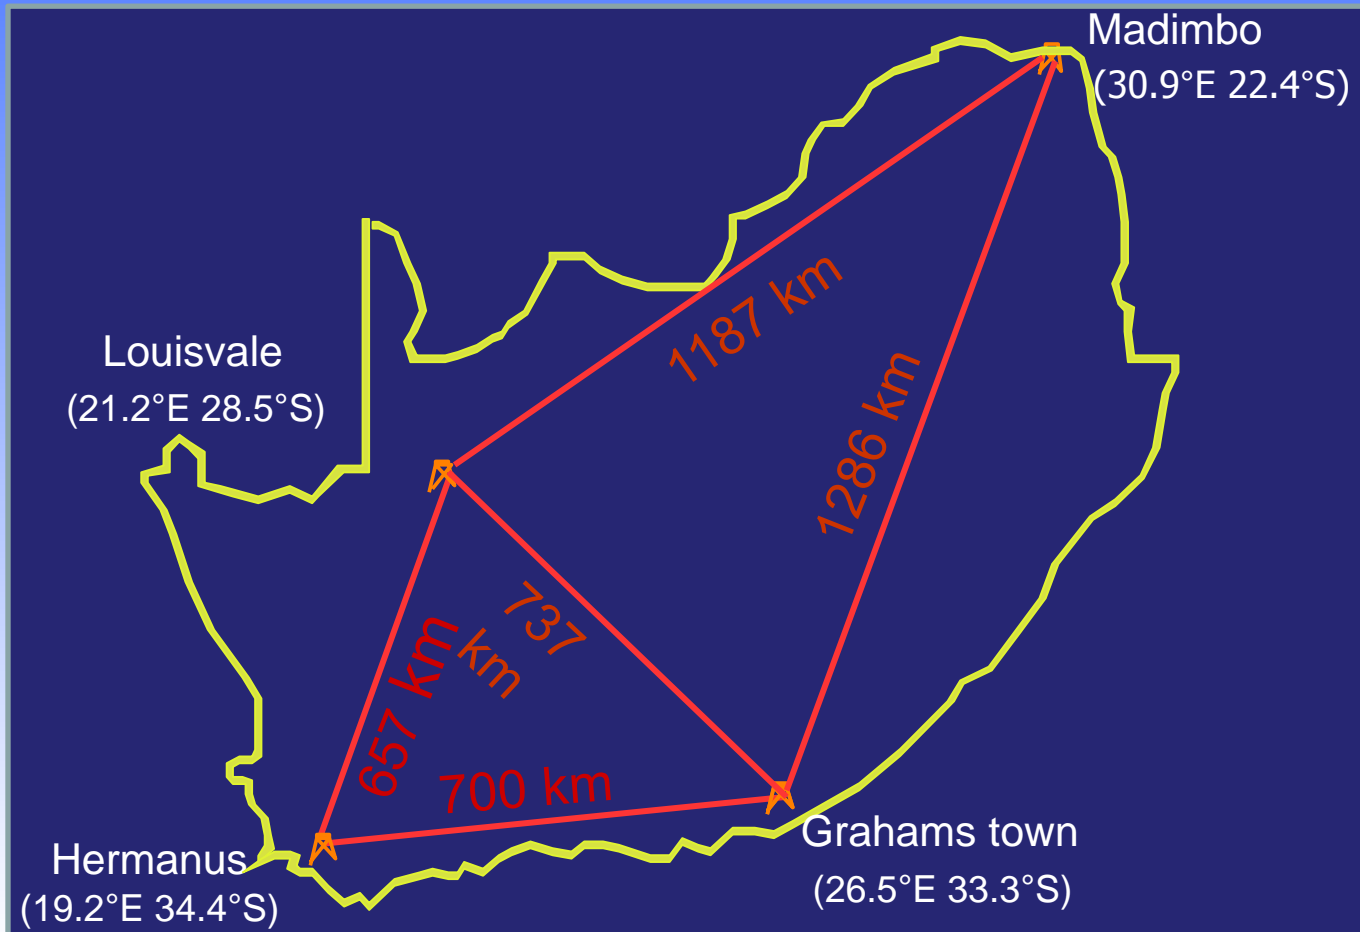 Madimbo
(30.9°E 22.4°S)
1187 km
Louisvale
(21.2°E 28.5°S)
1286 km
737
km
657 km
700 km
Grahams town
(26.5°E 33.3°S)
Hermanus
(19.2°E 34.4°S)